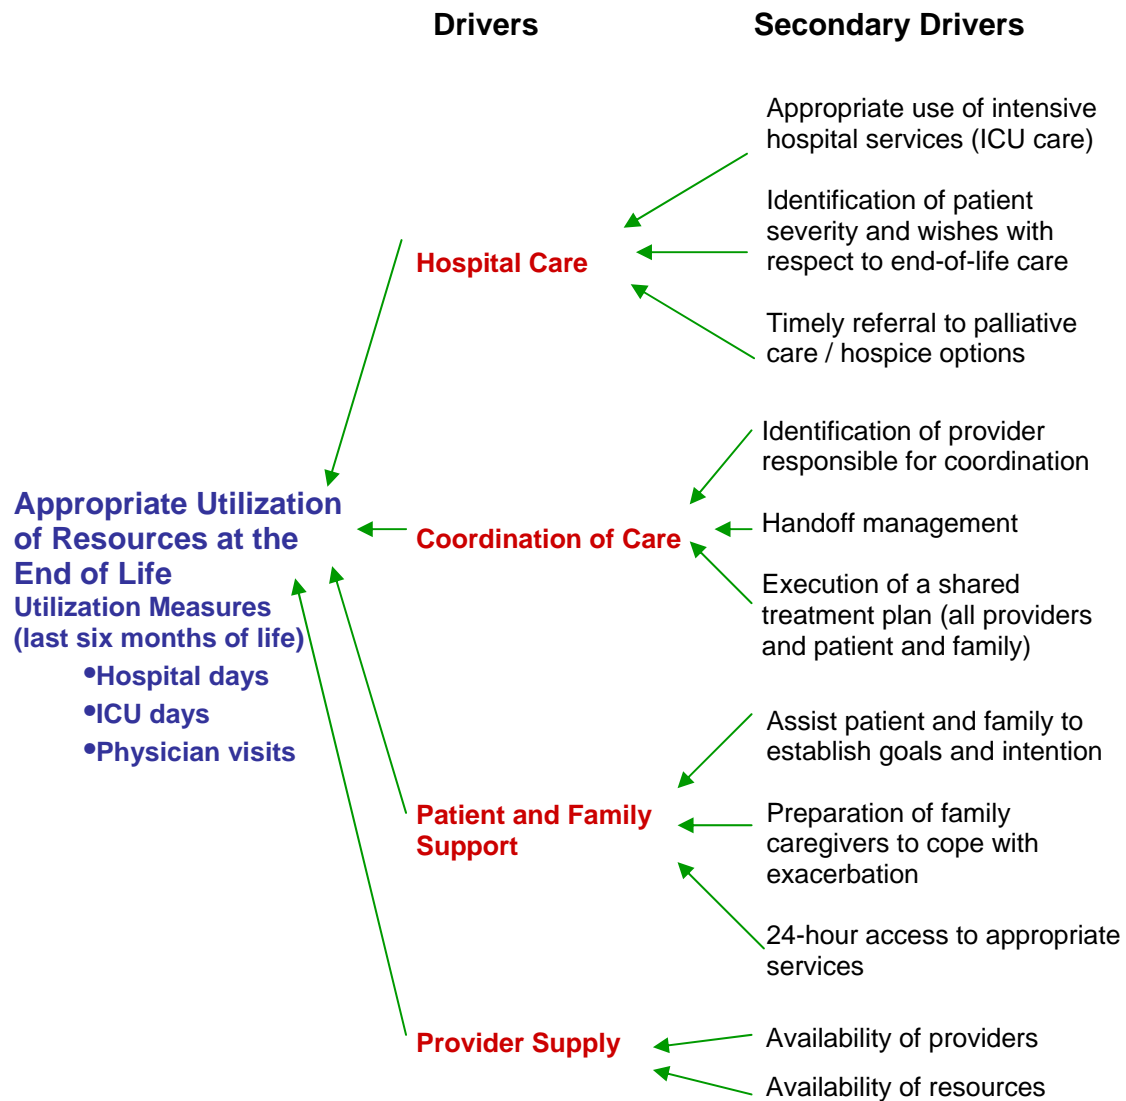 Drivers
Secondary Drivers
Appropriate use of intensive
hospital services (ICU care)
Identification of patient
severity and wishes with
respect to end-of-life care
Timely referral to palliative
care / hospice options
Hospital Care
Identification of provider
responsible for coordination
Handoff management
Execution of a shared
treatment plan (all providers
and patient and family)
Coordination of Care
Appropriate Utilization
of Resources at the
End of Life
Utilization Measures
(last six months of life)
•Hospital days
•ICU days
•Physician visits
Assist patient and family to
establish goals and intention
Preparation of family
caregivers to cope with
exacerbation
24-hour access to appropriate
services
Patient and Family
Support
Provider Supply
Availability of providers
Availability of resources